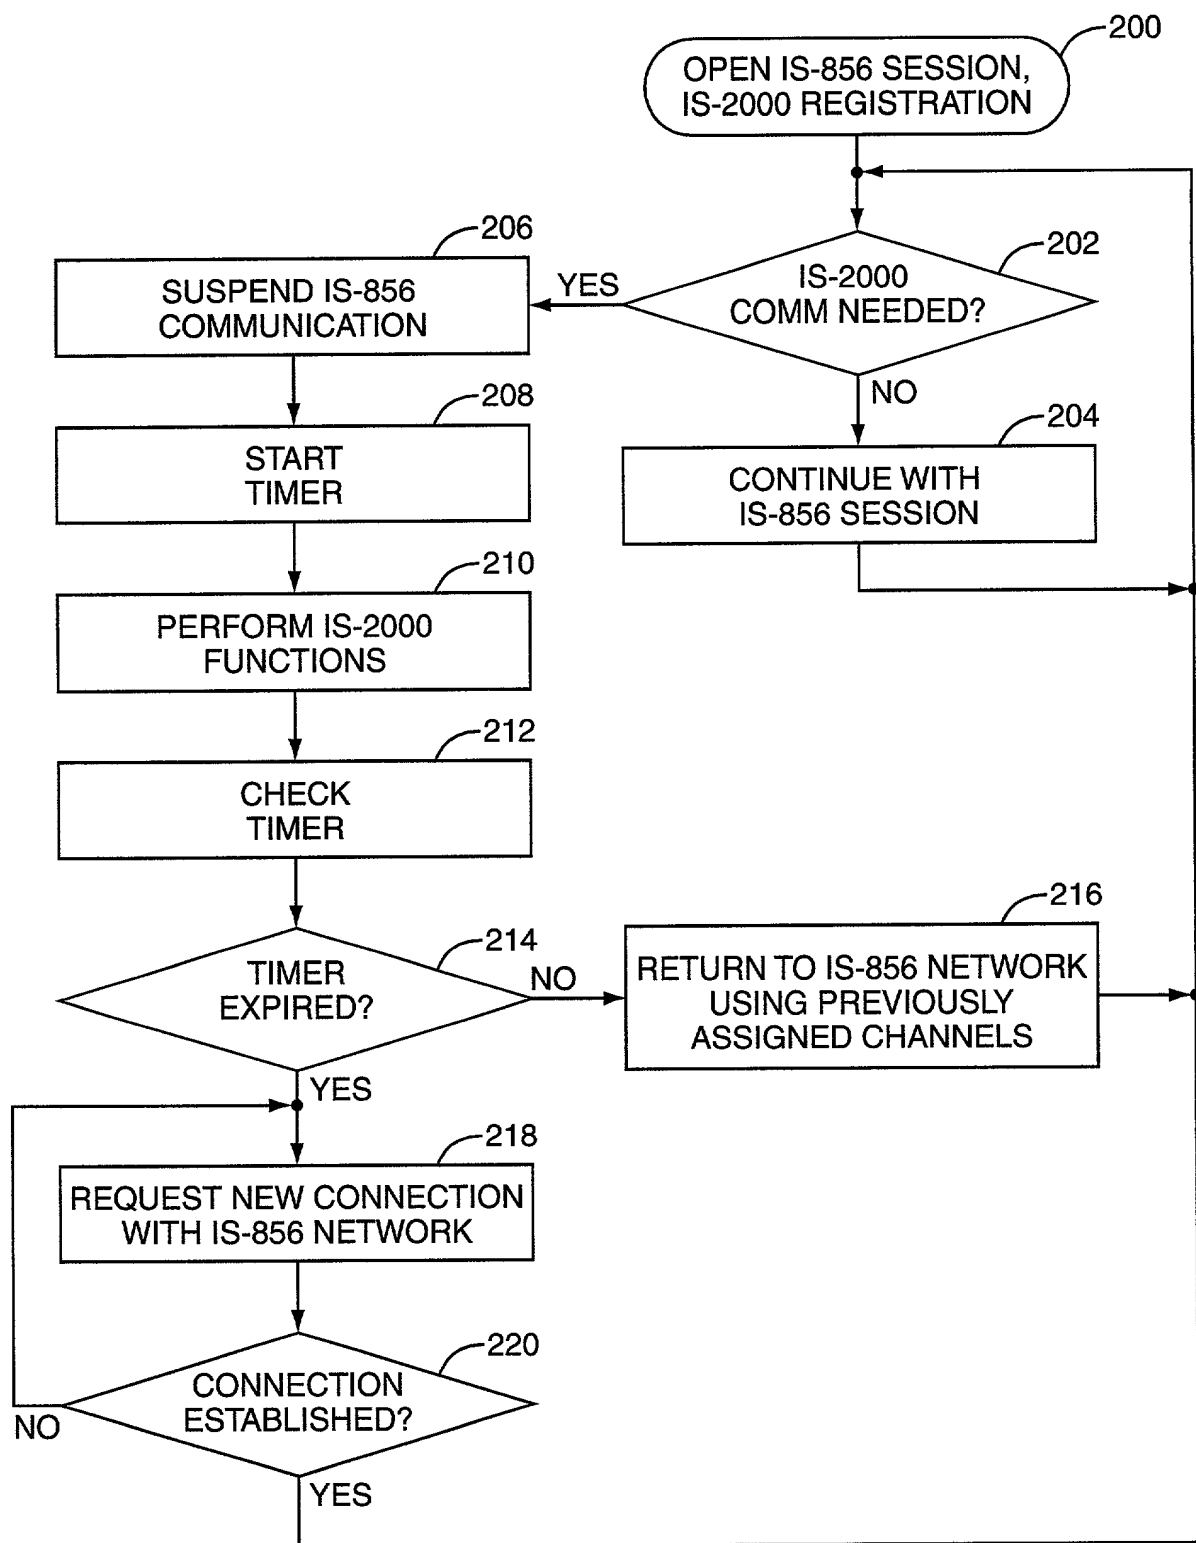 200
OPEN IS-856 SESSION,
IS-2000 REGISTRATION
202
IS-2000
COMM NEEDED?
YES
NO
206
SUSPEND IS-856
COMMUNICATION
204
CONTINUE WITH
IS-856 SESSION
208
START
TIMER
210
PERFORM IS-2000
FUNCTIONS
212
CHECK
TIMER
214
TIMER
EXPIRED?
NO
YES
216
RETURN TO IS-856 NETWORK
USING PREVIOUSLY
ASSIGNED CHANNELS
218
REQUEST NEW CONNECTION
WITH IS-856 NETWORK
220
CONNECTION
ESTABLISHED?
NO
YES